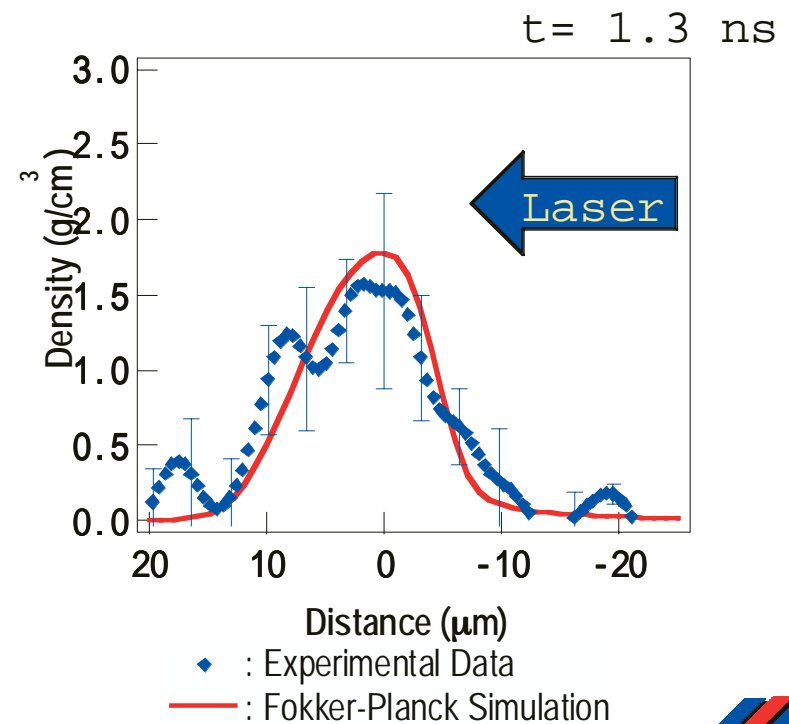 t= 1.3 ns
3.0
2.5
2.0
1.5
1.0
0.5
0.0
Density (g/cm3)
Laser
20 10 0 -10 -20
Distance (μm)
: Experimental Data
: Fokker-Planck Simulation